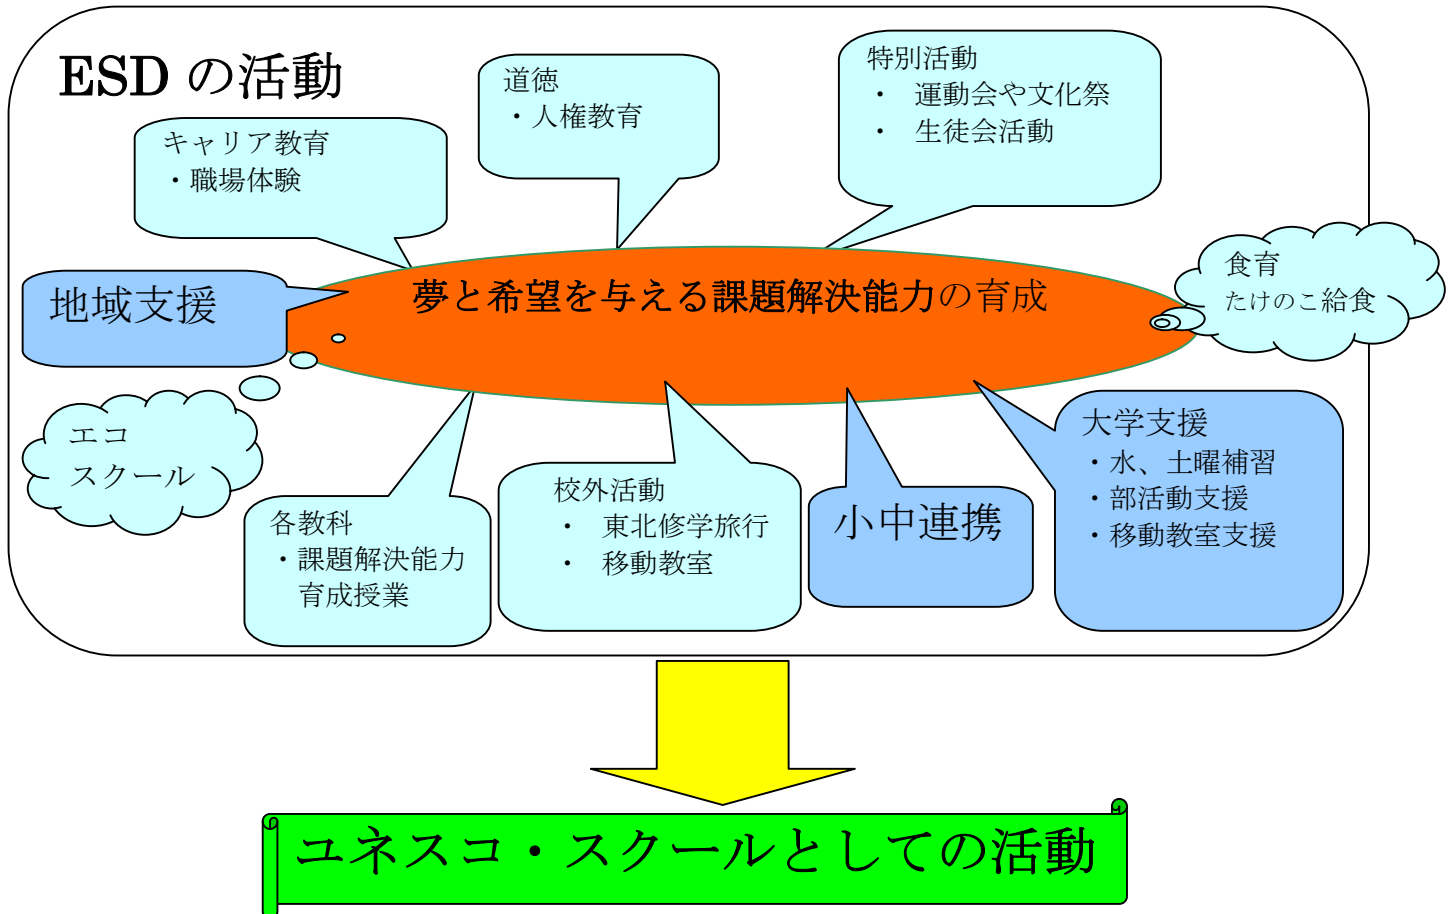 ESD の活動
キャリア教育
・職場体験
道徳
・人権教育
特別活動
・ 運動会や文化祭
・ 生徒会活動
地域支援
夢と希望を与える課題解決能力の育成
食育
たけのこ給食
エコ
スクール
各教科
・課題解決能力
育成授業
校外活動
・ 東北修学旅行
・ 移動教室
小中連携
大学支援
・水、土曜補習
・部活動支援
・移動教室支援
ユネスコ・スクールとしての活動